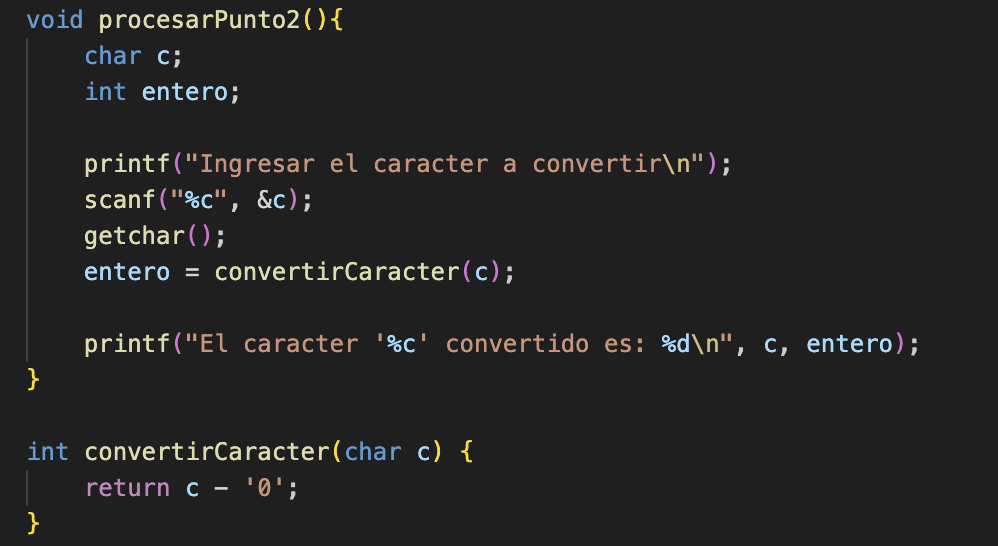 void procesarPunto2(){
    char c;
    int entero;

    printf("Ingresar el caracter a convertir\n");
    scanf("%c", &c);
    getchar();
    entero = convertirCaracter(c);

    printf("El caracter '%c' convertido es: %d\n", c, entero);
}

int convertirCaracter(char c) {
    return c - '0';
}